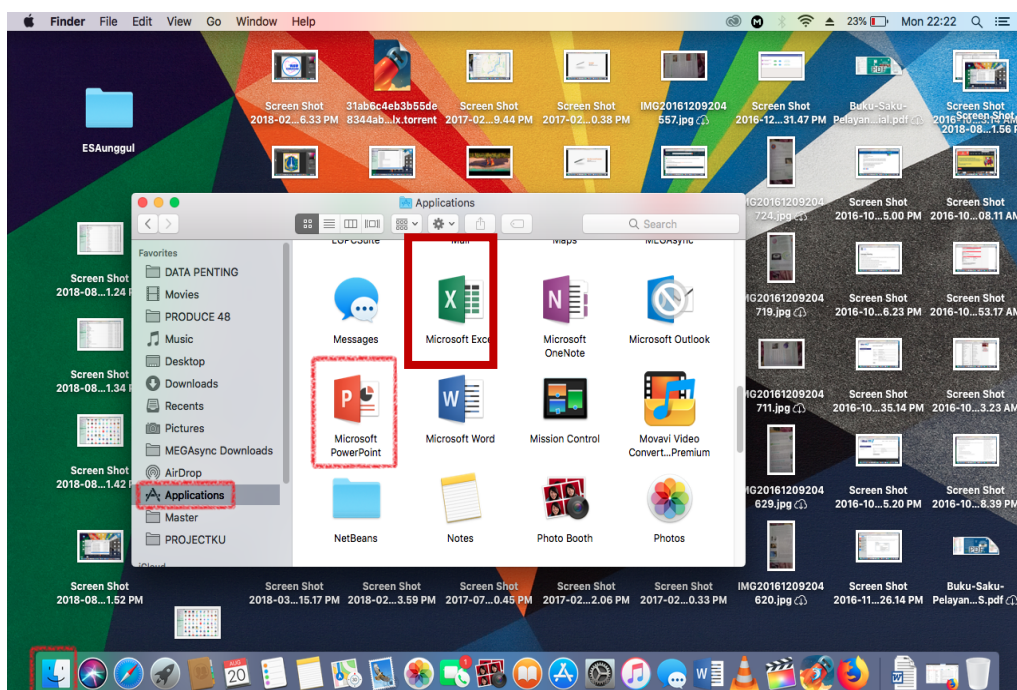 Finder File Edit View Go Window Help
23% Mon 22:22
ESAunggul
Screen Shot
2018-02...6.33 PM
31ab6c4eb3b55de
8344ab...lx.torrent
Screen Shot
2017-02...9.44 PM
Screen Shot
2017-02...0.38 PM
IMG20161209204
557.jpg
Screen Shot
2016-12...31.47 PM
Buku-Saku-
Pelayan...ial.pdf
Screen Shot
2018-08...1.56 P
Applications
Search
Favorites
DATA PENTING
Movies
PRODUCE 48
Music
Desktop
Downloads
Recents
Pictures
MEGAsync Downloads
AirDrop
Applications
Master
PROJECTKU
iCloud
LGPCSuite
Mail
Maps
MEGAsync
Messages
Microsoft Exce
Microsoft
OneNote
Microsoft Outlook
Microsoft
PowerPoint
Microsoft Word
Mission Control
Movavi Video
Convert...Premium
NetBeans
Notes
Photo Booth
Photos
Screen Shot
2018-08...1.24 
Screen Shot
2018-08...1.34 
Screen Shot
2018-08...1.42 
Screen Shot
2018-08...1.52 PM
724.jpg
Screen Shot
2016-10...5.00 PM
Screen Shot
2016-10...08.11 AM
719.jpg
Screen Shot
2016-10...6.23 PM
Screen Shot
2016-10...53.17 AM
711.jpg
Screen Shot
2016-10...35.14 PM
Screen Shot
2016-10...3.23 AM
629.jpg
Screen Shot
2016-10...5.20 PM
Screen Shot
2016-10...8.39 PM
Screen Shot
2018-03...15.17 PM
Screen Shot
2018-02...3.59 PM
Screen Shot
2017-07...0.45 PM
Screen Shot
2017-02...2.06 PM
Screen Shot
2017-02...0.33 PM
IMG20161209204
620.jpg
Screen Shot
2016-11...26.14 PM
Buku-Saku-
Pelayan...S.pdf
AUG
20
1